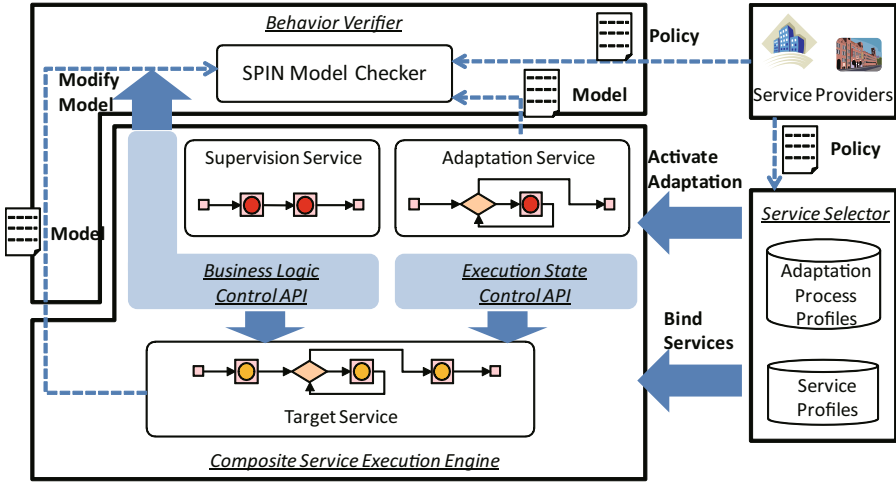 Behavior Verifier
SPIN Model Checker
Policy
Modify
Model
Model
Service Providers
Policy
Supervision Service
Adaptation Service
Activate
Adaptation
Service Selector
Model
Business Logic
Control API
Execution State
Control API
Adaptation
Process
Profiles
Bind
Services
Service
Profiles
Target Service
Composite Service Execution Engine